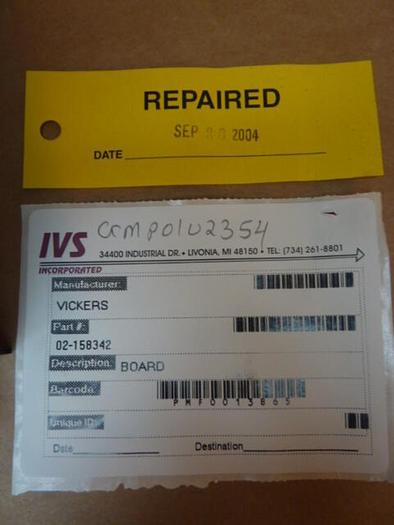 REPAIRED
SEP 30 2004
DATE
IVS
INCORPORATED
34400 INDUSTRIAL DR. • LIVONIA, MI 48150 • TEL: (734) 261-8801
Manufacturer:
VICKERS
Part #:
02-158342
Description:
BOARD
Barcode:
PMF0013865
Unique ID:
Date
Destination